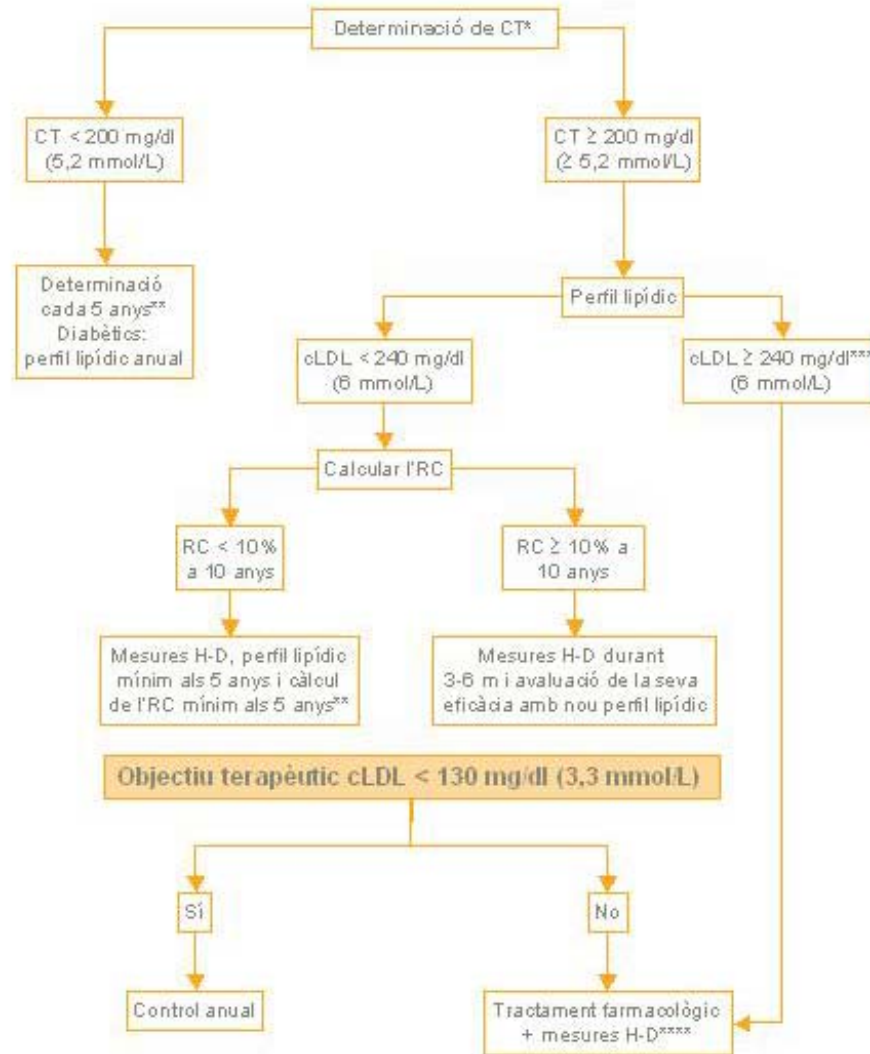 Determinació de CT*
CT < 200 mg/dl
(5,2 mmol/L)
CT ≥ 200 mg/dl
(≥ 5,2 mmol/L)
Determinació
cada 5 anys**
Diabètics:
perfil lipídic anual
Perfil lipídic
cLDL < 240 mg/dl
(6 mmol/L)
cLDL ≥ 240 mg/dl***
(6 mmol/L)
Calcular l'RC
RC < 10%
a 10 anys
RC ≥ 10% a
10 anys
Mesures H-D, perfil lipídic
mínim als 5 anys i càlcul
de l'RC mínim als 5 anys**
Mesures H-D durant
3-6 m i avaluació de la seva
eficàcia amb nou perfil lipídic
Objectiu terapèutic cLDL < 130 mg/dl (3,3 mmol/L)
Sí
No
Control anual
Tractament farmacològic
+ mesures H-D****